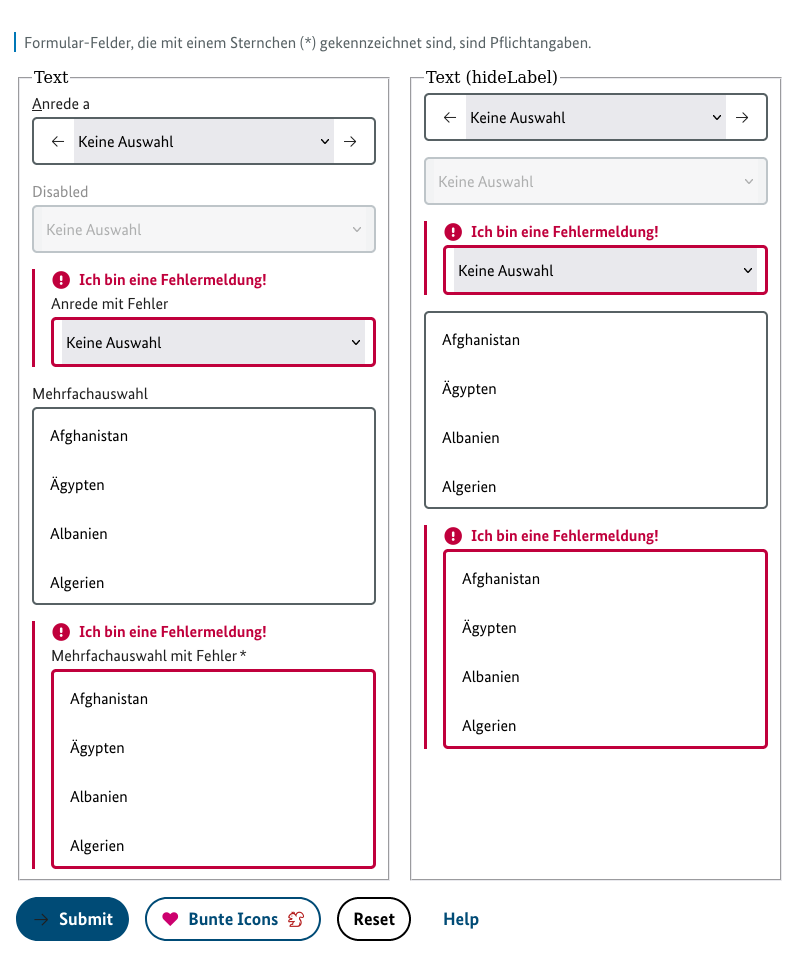 Formular-Felder, die mit einem Sternchen (*) gekennzeichnet sind, sind Pflichtangaben.
Text
Anrede a
Keine Auswahl
Disabled
Keine Auswahl
Ich bin eine Fehlermeldung!
Anrede mit Fehler
Keine Auswahl
Mehrfachauswahl
Afghanistan
Ägypten
Albanien
Algerien
Ich bin eine Fehlermeldung!
Mehrfachauswahl mit Fehler *
Afghanistan
Ägypten
Albanien
Algerien
Text (hideLabel)
Keine Auswahl
Keine Auswahl
Ich bin eine Fehlermeldung!
Keine Auswahl
Afghanistan
Ägypten
Albanien
Algerien
Ich bin eine Fehlermeldung!
Afghanistan
Ägypten
Albanien
Algerien
Submit
Bunte Icons
Reset
Help